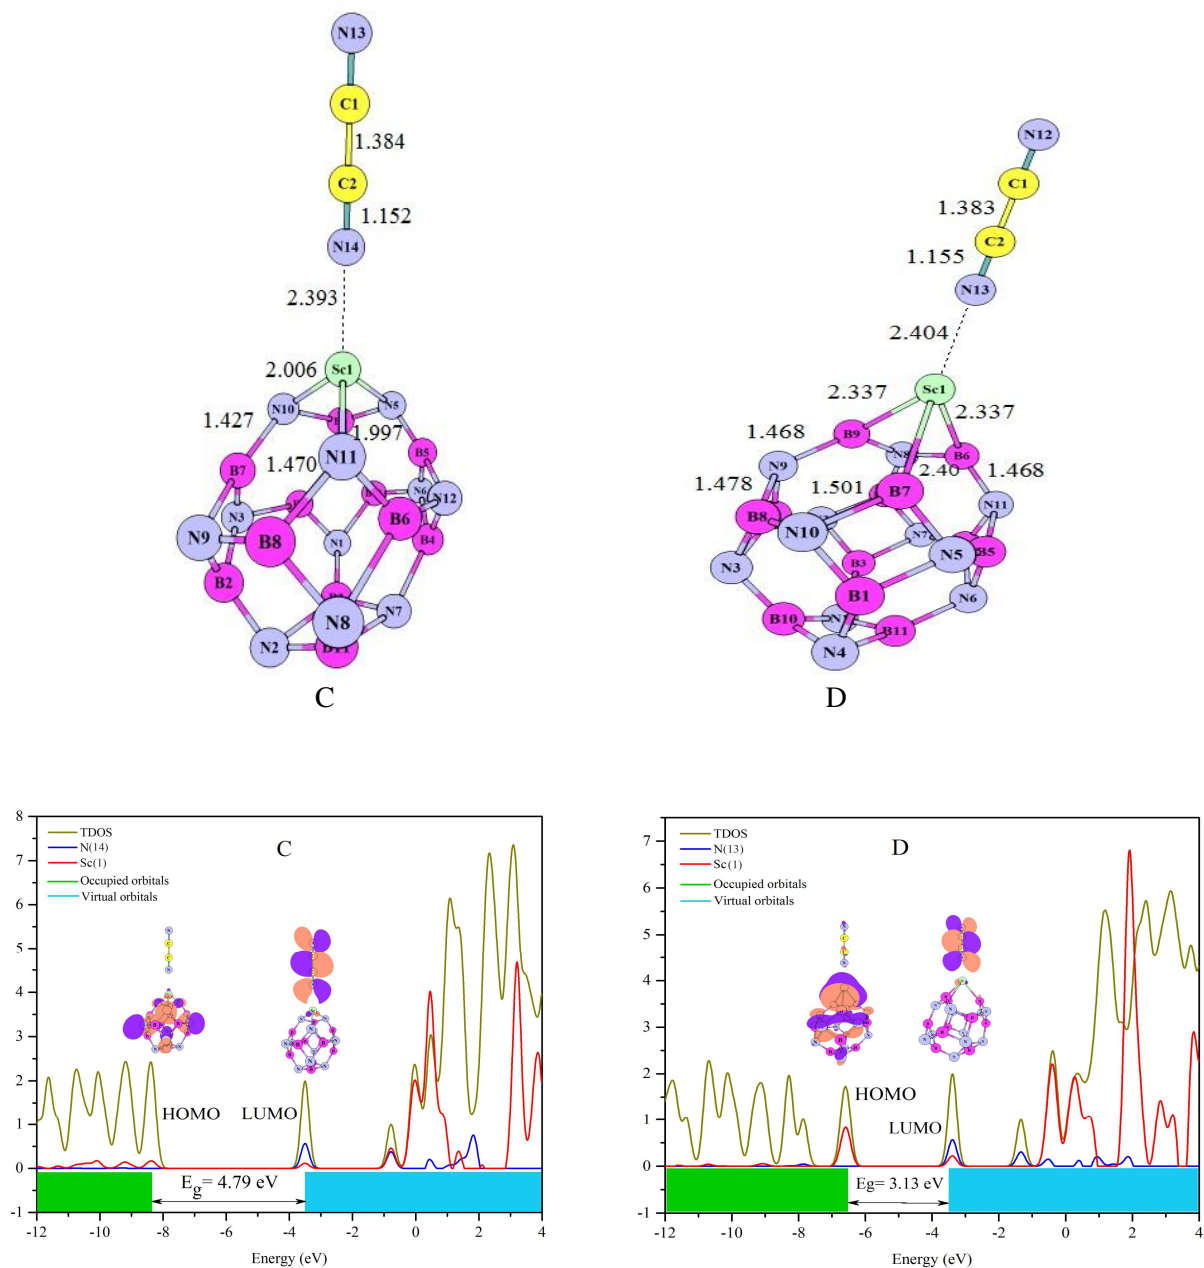 N13
C1
1.384
C2
1.152
N14
2.393
2.006
Sc1
N10
N5
B
1.427
1.997
N11
1.470
B5
B7
B
B
N6
N12
N3
B6
N9
B8
N1
B4
B2
N7
N8
N2
B11
C
N12
C1
1.383
C2
1.155
N13
2.404
Sc1
2.337
2.337
B9
1.468
N8
B6
N9
2.40
1.468
1.478
1.501
B7
N11
B8
N10
N7
N5
B5
N3
B3
B1
N6
B10
B11
N4
D
8
7
6
5
4
3
2
1
0
-1
TDOS
N(14)
Sc(1)
Occupied orbitals
Virtual orbitals
C
HOMO
LUMO
Eg= 4.79 eV
-12
-10
-8
-6
-4
-2
0
2
4
Energy (eV)
7
6
5
4
3
2
1
0
-1
TDOS
N(13)
Sc(1)
Occupied orbitals
Virtual orbitals
D
HOMO
LUMO
Eg= 3.13 eV
-12
-10
-8
-6
-4
-2
0
2
4
Energy (eV)